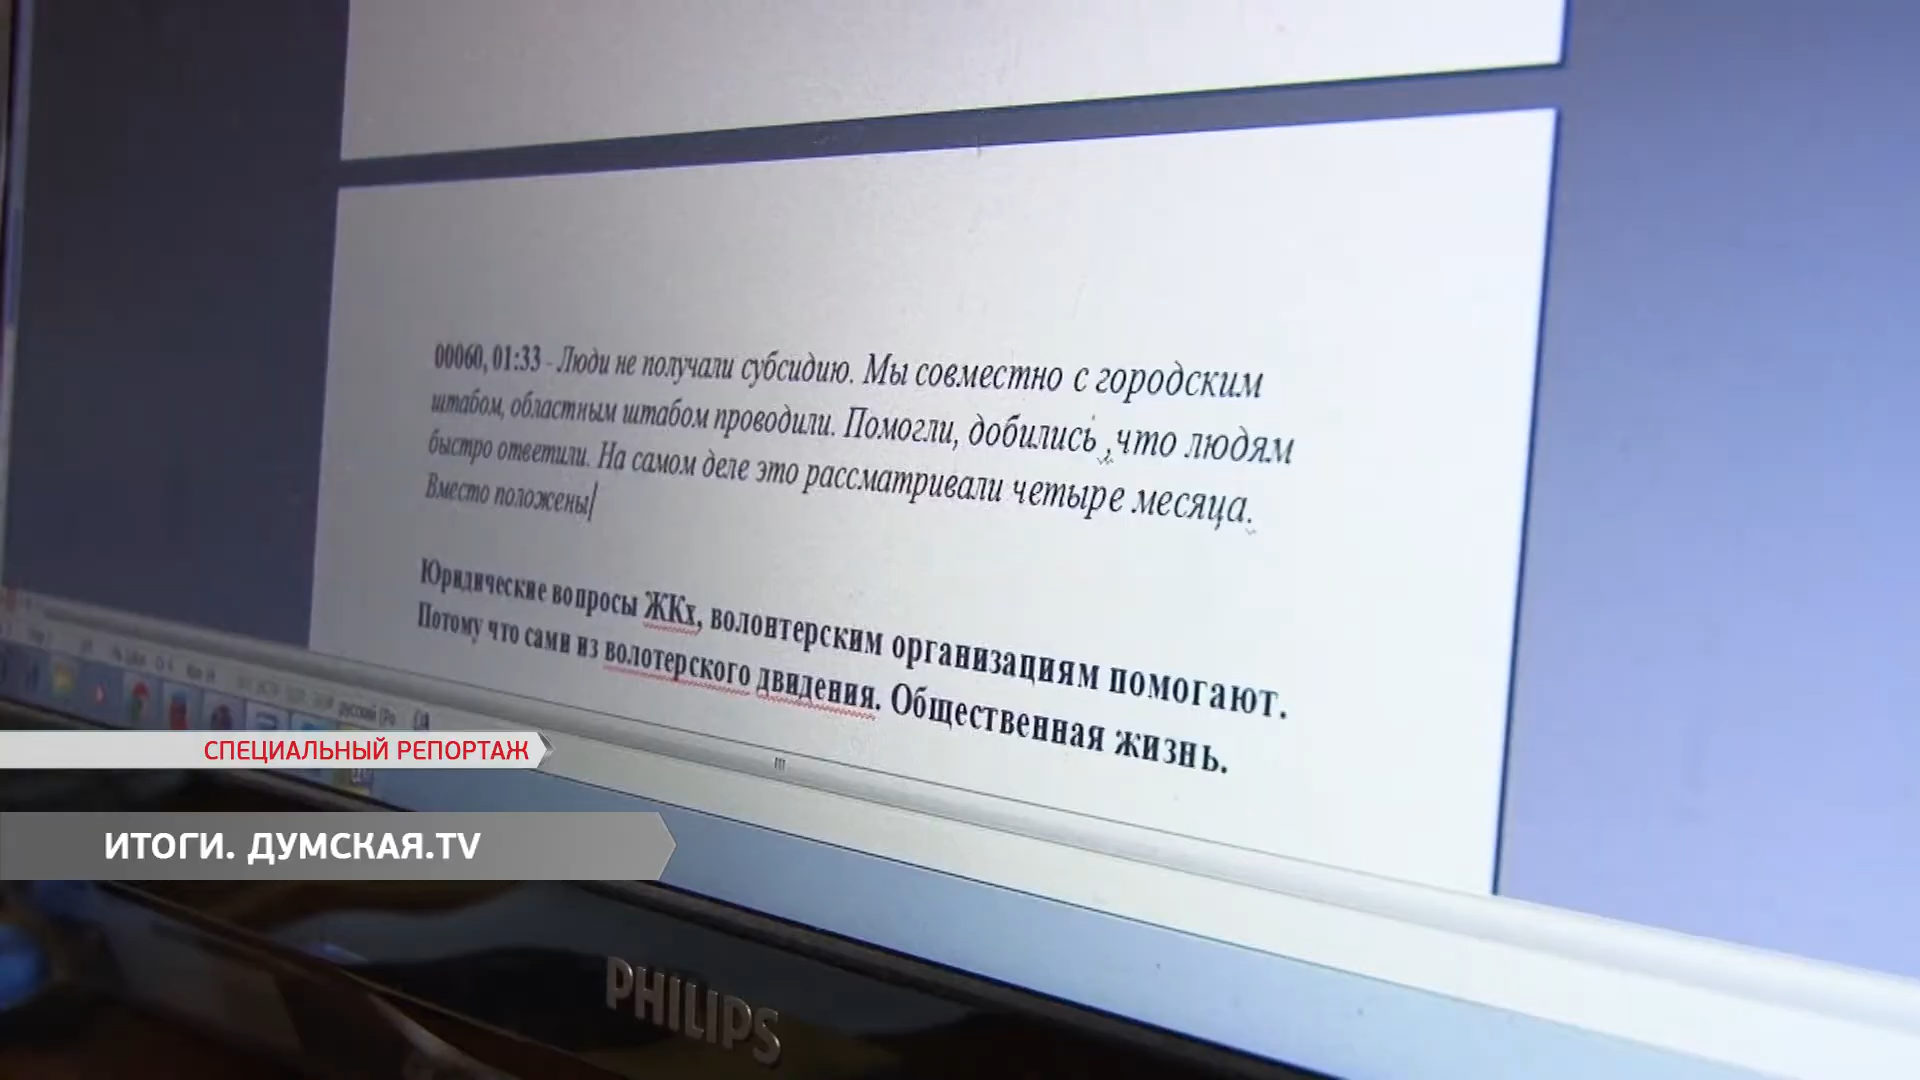 00060, 01:33 - Люди не получали субсидию. Мы совместно с городским
штабом, областным штабом проводили. Помогли, добились ,что людям
быстро ответили. На самом деле это рассматривали четыре месяца.
Вместо положены
Юридические вопросы ЖКх, волонтерским организациям помогают.
Потому что сами из волотерского двидения. Общественная жизнь.
русский (Ро
СПЕЦИАЛЬНЫЙ РЕПОРТАЖ
ИТОГИ. ДУМСКАЯ.TV
PHILIPS